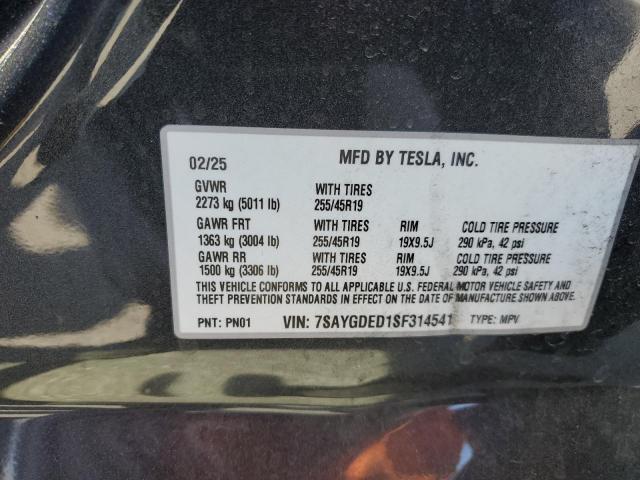 02/25 MFD BY TESLA, INC.
GVWR WITH TIRES
2273 kg (5011 lb) 255/45R19
GAWR FRT WITH TIRES RIM COLD TIRE PRESSURE
1363 kg (3004 lb) 255/45R19 19X9.5J 290 kPa, 42 psi
GAWR RR WITH TIRES RIM COLD TIRE PRESSURE
1500 kg (3306 lb) 255/45R19 19X9.5J 290 kPa, 42 psi
THIS VEHICLE CONFORMS TO ALL APPLICABLE U.S. FEDERAL MOTOR VEHICLE SAFETY AND
THEFT PREVENTION STANDARDS IN EFFECT ON THE DATE OF MANUFACTURE SHOWN ABOVE.
PNT: PN01 VIN: 7SAYGDED1SF314541 TYPE: MPV